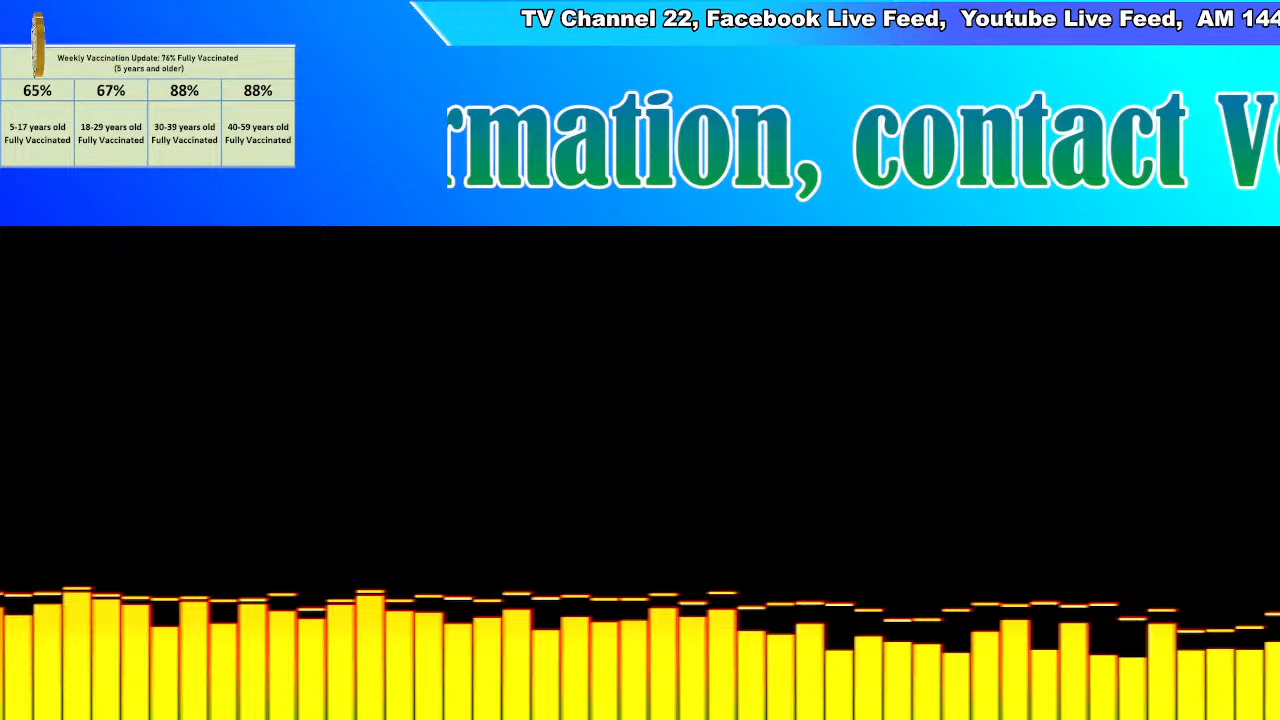 TV Channel 22, Facebook Live Feed, Youtube Live Feed, AM 144
Weekly Vaccination Update: 76% Fully Vaccinated
(5 years and older)
65% 67% 88% 88%
5-17 years old 18-29 years old 30-39 years old 40-59 years old
Fully Vaccinated Fully Vaccinated Fully Vaccinated Fully Vaccinated
rmation, contact V